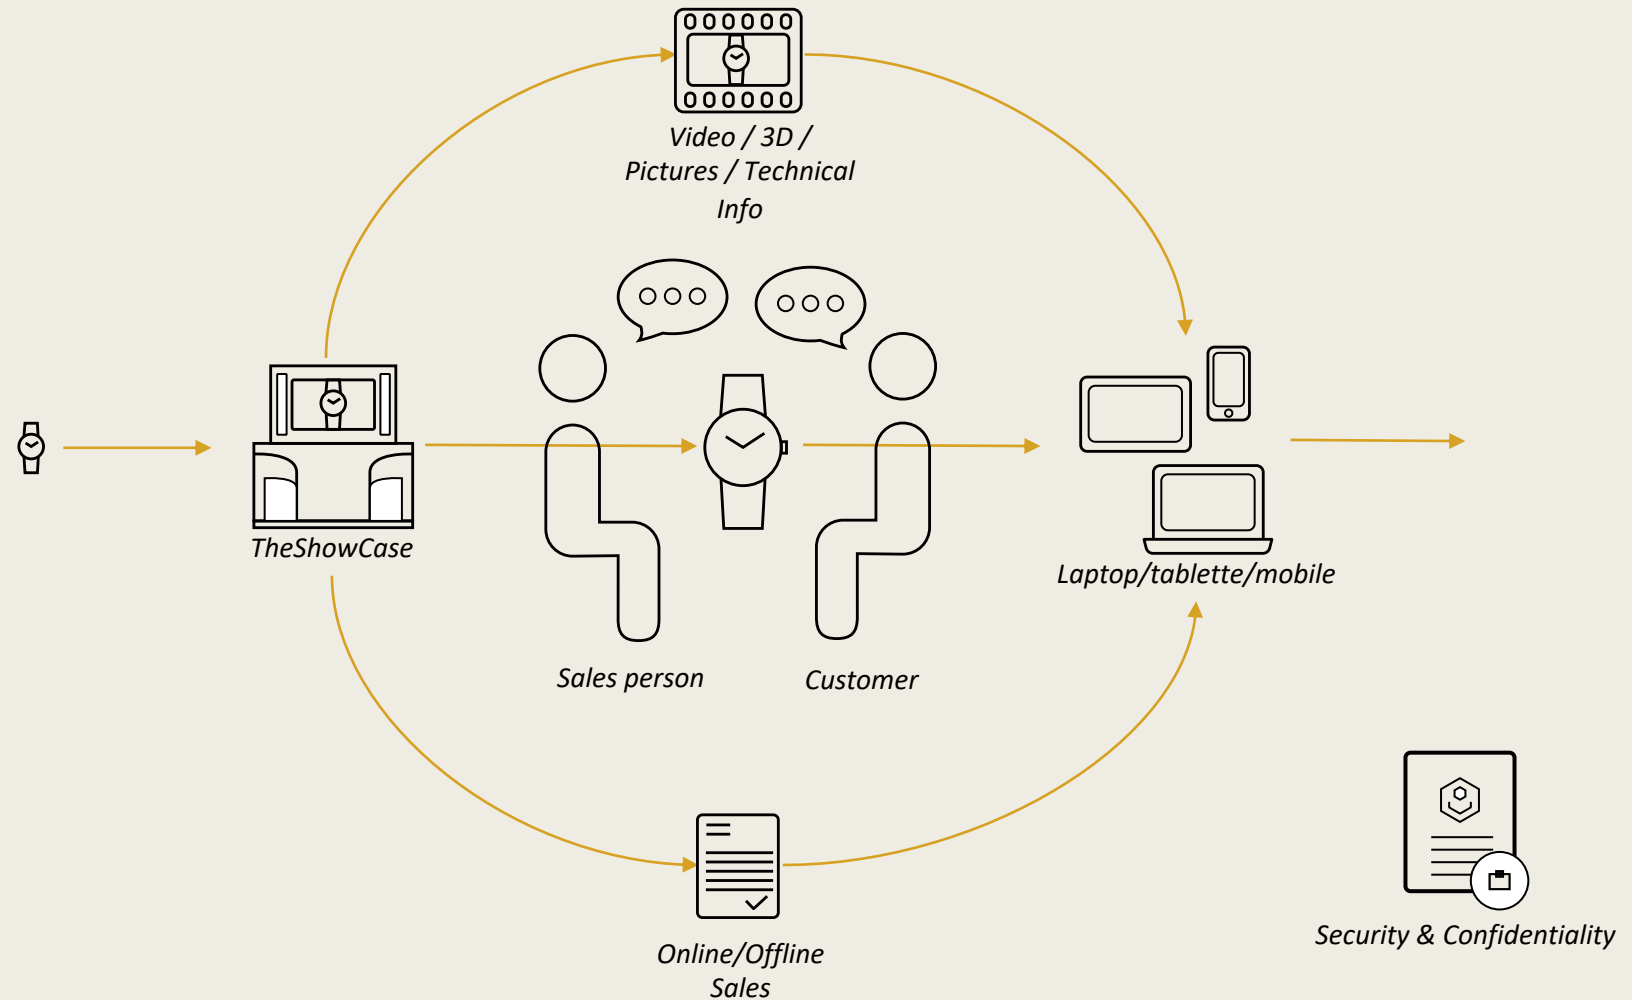 Video / 3D /
Pictures / Technical
Info
TheShowCase
Laptop/tablette/mobile
Sales person
Customer
Online/Offline
Sales
Security & Confidentiality